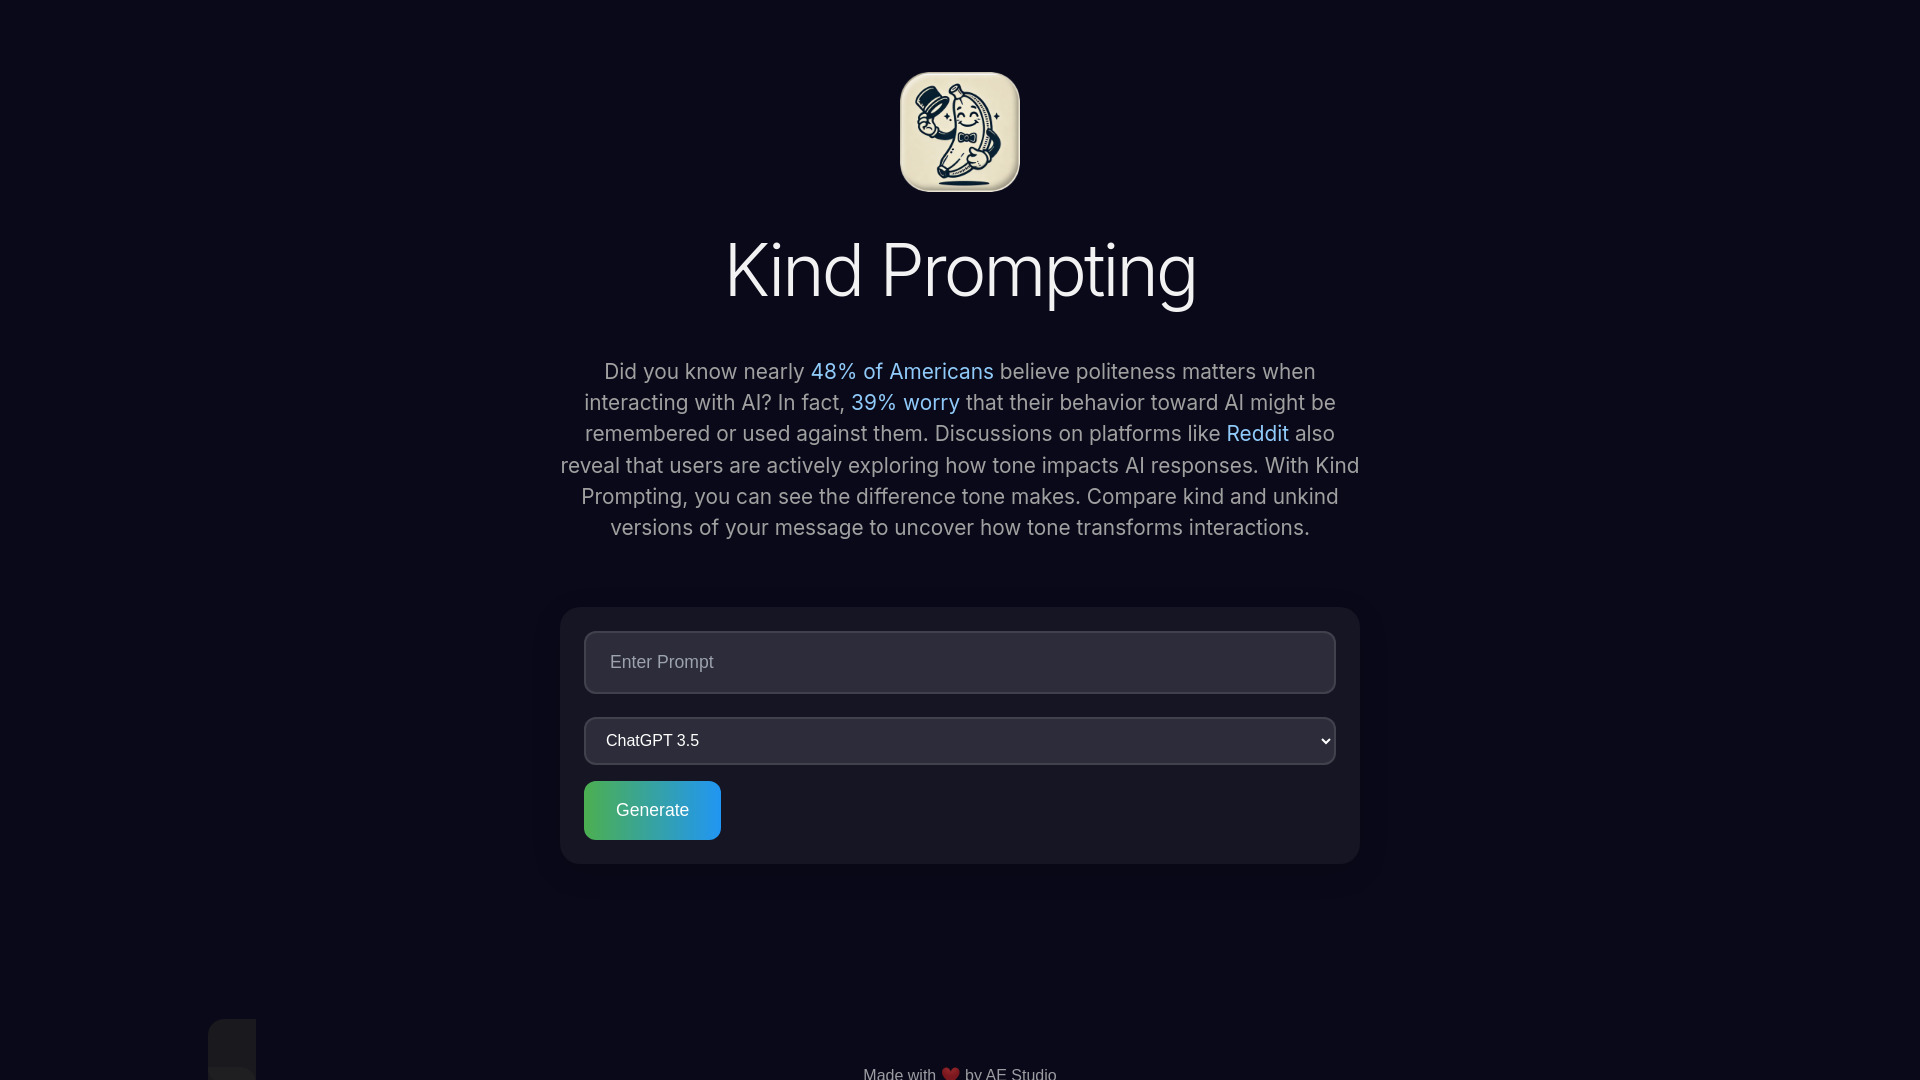 Kind Prompting
Did you know nearly 48% of Americans believe politeness matters when
interacting with AI? In fact, 39% worry that their behavior toward AI might be
remembered or used against them. Discussions on platforms like Reddit also
reveal that users are actively exploring how tone impacts AI responses. With Kind
Prompting, you can see the difference tone makes. Compare kind and unkind
versions of your message to uncover how tone transforms interactions.
Enter Prompt
ChatGPT 3.5
Generate
Made with ❤️ by AE Studio